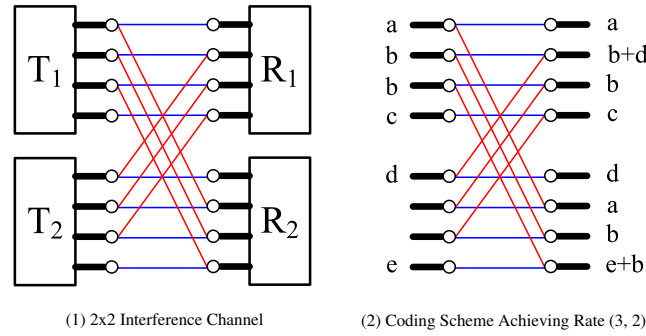 T1 R1
T2 R2
a a
b b+d
b b
c c
d d
a
b
e e+b
(1) 2x2 Interference Channel
(2) Coding Scheme Achieving Rate (3, 2)